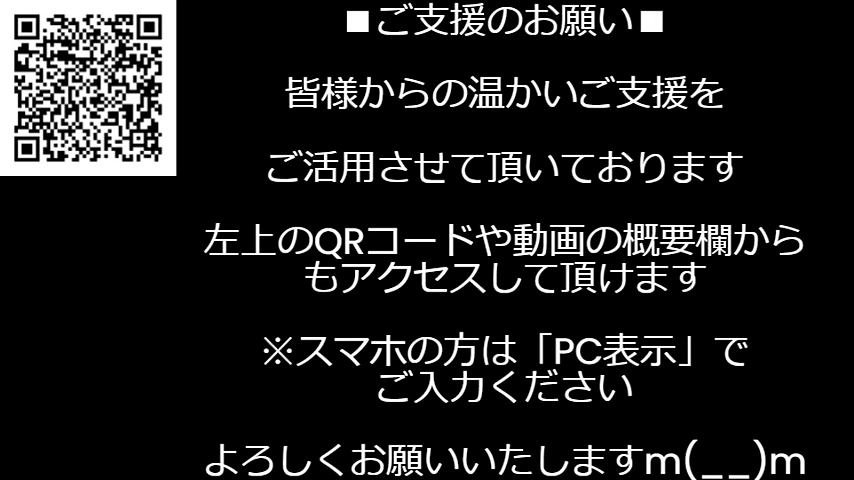 ■ご支援のお願い■
皆様からの温かいご支援を
ご活用させて頂いております
左上のQRコードや動画の概要欄から
もアクセスして頂けます
※スマホの方は「PC表示」で
ご入力ください
よろしくお願いいたしますm(__)m